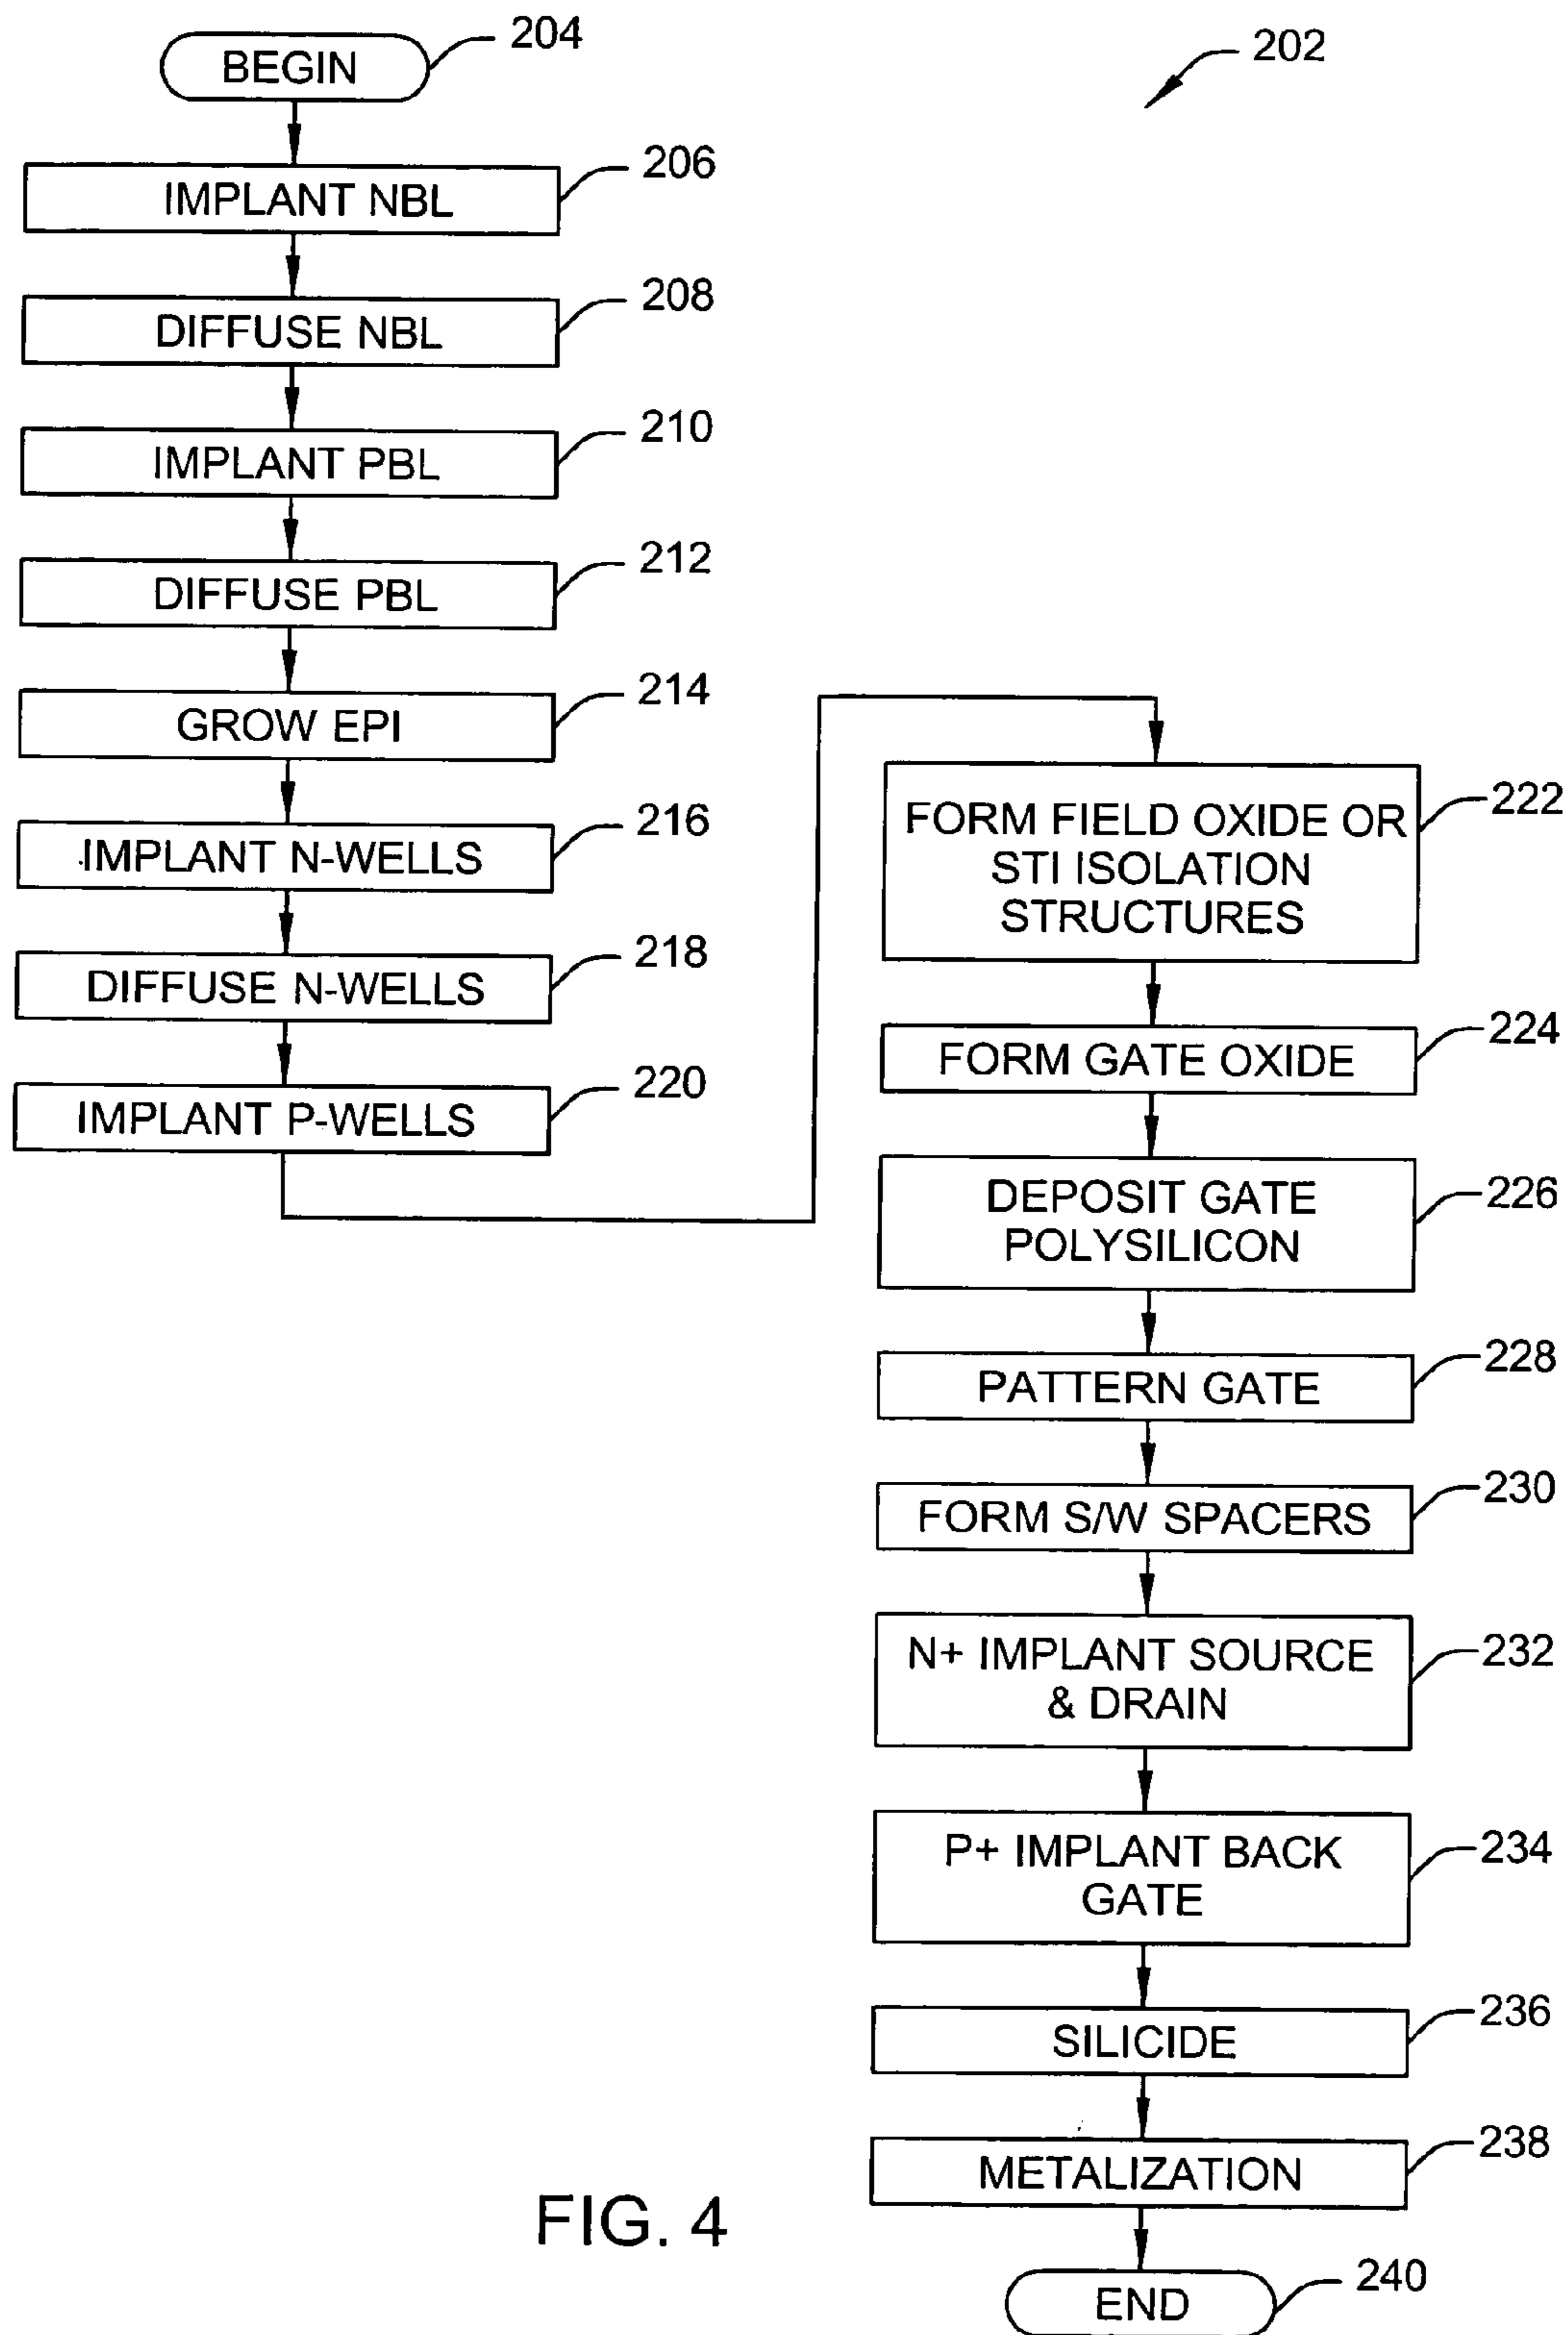 BEGIN
204
202
IMPLANT NBL
206
DIFFUSE NBL
208
IMPLANT PBL
210
DIFFUSE PBL
212
GROW EPI
214
IMPLANT N-WELLS
216
DIFFUSE N-WELLS
218
IMPLANT P-WELLS
220
FORM FIELD OXIDE OR
STI ISOLATION
STRUCTURES
222
FORM GATE OXIDE
224
DEPOSIT GATE
POLYSILICON
226
PATTERN GATE
228
FORM S/W SPACERS
230
N+ IMPLANT SOURCE
& DRAIN
232
P+ IMPLANT BACK
GATE
234
SILICIDE
236
METALIZATION
238
END
240
FIG. 4